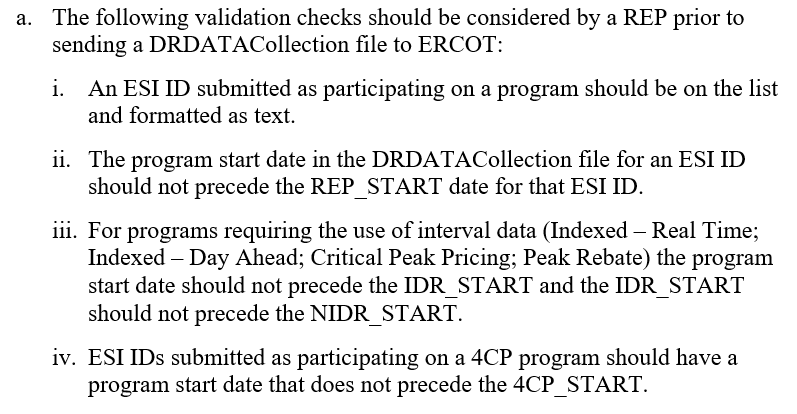 a. The following validation checks should be considered by a REP prior to
sending a DRDATACollection file to ERCOT:
i. An ESI ID submitted as participating on a program should be on the list
and formatted as text.
ii. The program start date in the DRDATACollection file for an ESI ID
should not precede the REP_START date for that ESI ID.
iii. For programs requiring the use of interval data (Indexed – Real Time;
Indexed – Day Ahead; Critical Peak Pricing; Peak Rebate) the program
start date should not precede the IDR_START and the IDR_START
should not precede the NIDR_START.
iv. ESI IDs submitted as participating on a 4CP program should have a
program start date that does not precede the 4CP_START.